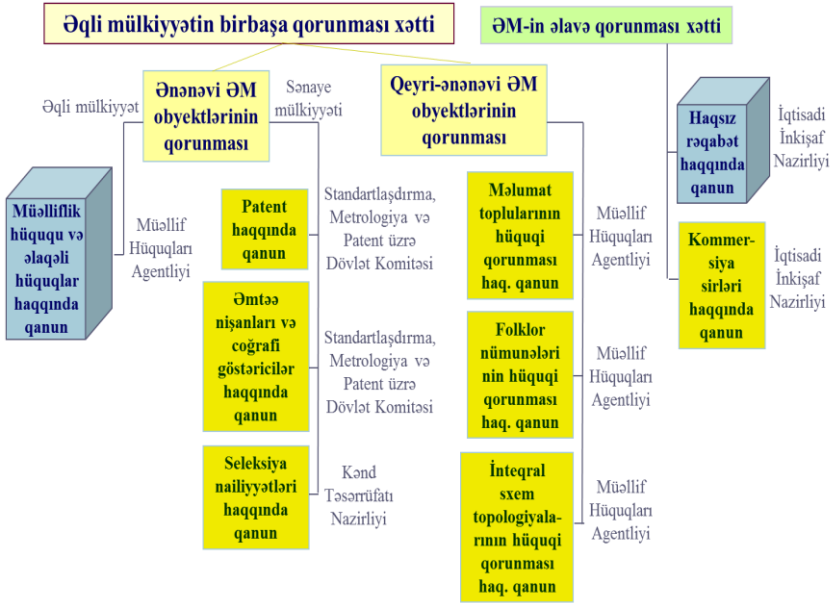 Əqli mülkiyyətin birbaşa qorunması xətti
ƏM-in əlavə qorunması xətti
Əqli mülkiyyət
Ənənəvi ƏM
obyektlərinin
qorunması
Sənaye
mülkiyyəti
Qeyri-ənənəvi ƏM
obyektlərinin
qorunması
Haqsız
rəqabət
haqqında
qanun
İqtisadi
İnkişaf
Nazirliyi
Müəlliflik
hüququ və
əlaqəli
hüquqlar
haqqında
qanun
Müəllif
Hüquqları
Agentliyi
Patent
haqqında
qanun
Standartlaşdırma,
Metrologiya və
Patent üzrə
Dövlət Komitəsi
Məlumat
toplularının
hüquqi
qorunması
haq. qanun
Müəllif
Hüquqları
Agentliyi
Kommer-
siya
sirləri
haqqında
qanun
İqtisadi
İnkişaf
Nazirliyi
Əmtəə
nişanları və
coğrafi
göstəricilər
haqqında
qanun
Standartlaşdırma,
Metrologiya və
Patent üzrə
Dövlət Komitəsi
Folklor
nümunələri
nin hüquqi
qorunması
haq. qanun
Müəllif
Hüquqları
Agentliyi
Seleksiya
nailiyyətləri
haqqında
qanun
Kənd
Təsərrüfatı
Nazirliyi
İnteqral
sxem
topologiyala-
rının hüquqi
qorunması
haq. qanun
Müəllif
Hüquqları
Agentliyi